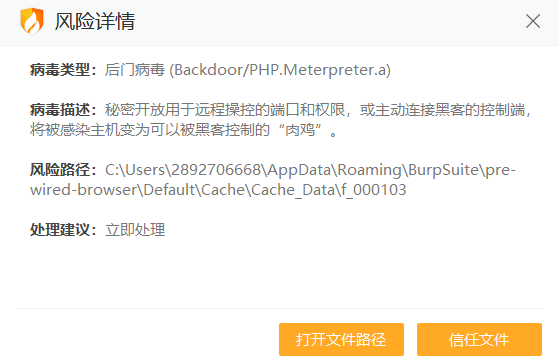 风险详情
病毒类型：后门病毒 (Backdoor/PHP.Meterpreter.a)
病毒描述：秘密开放用于远程操控的端口和权限，或主动连接黑客的控制端，
将被感染主机变为可以被黑客控制的“肉鸡”。
风险路径：C:\Users\2892706668\AppData\Roaming\BurpSuite\pre-
wired-browser\Default\Cache\Cache_Data\f_000103
处理建议：立即处理
打开文件路径
信任文件